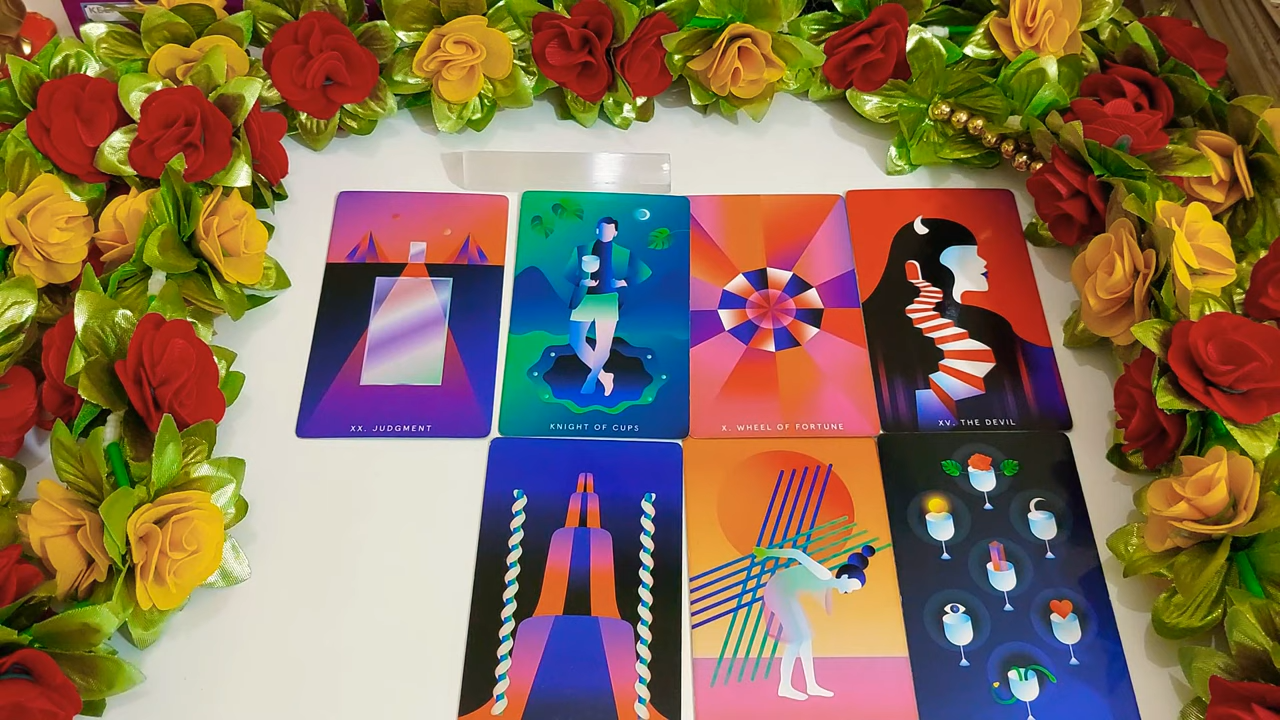 XX. JUDGMENT
KNIGHT OF CUPS
X. WHEEL OF FORTUNE
XV. THE DEVIL